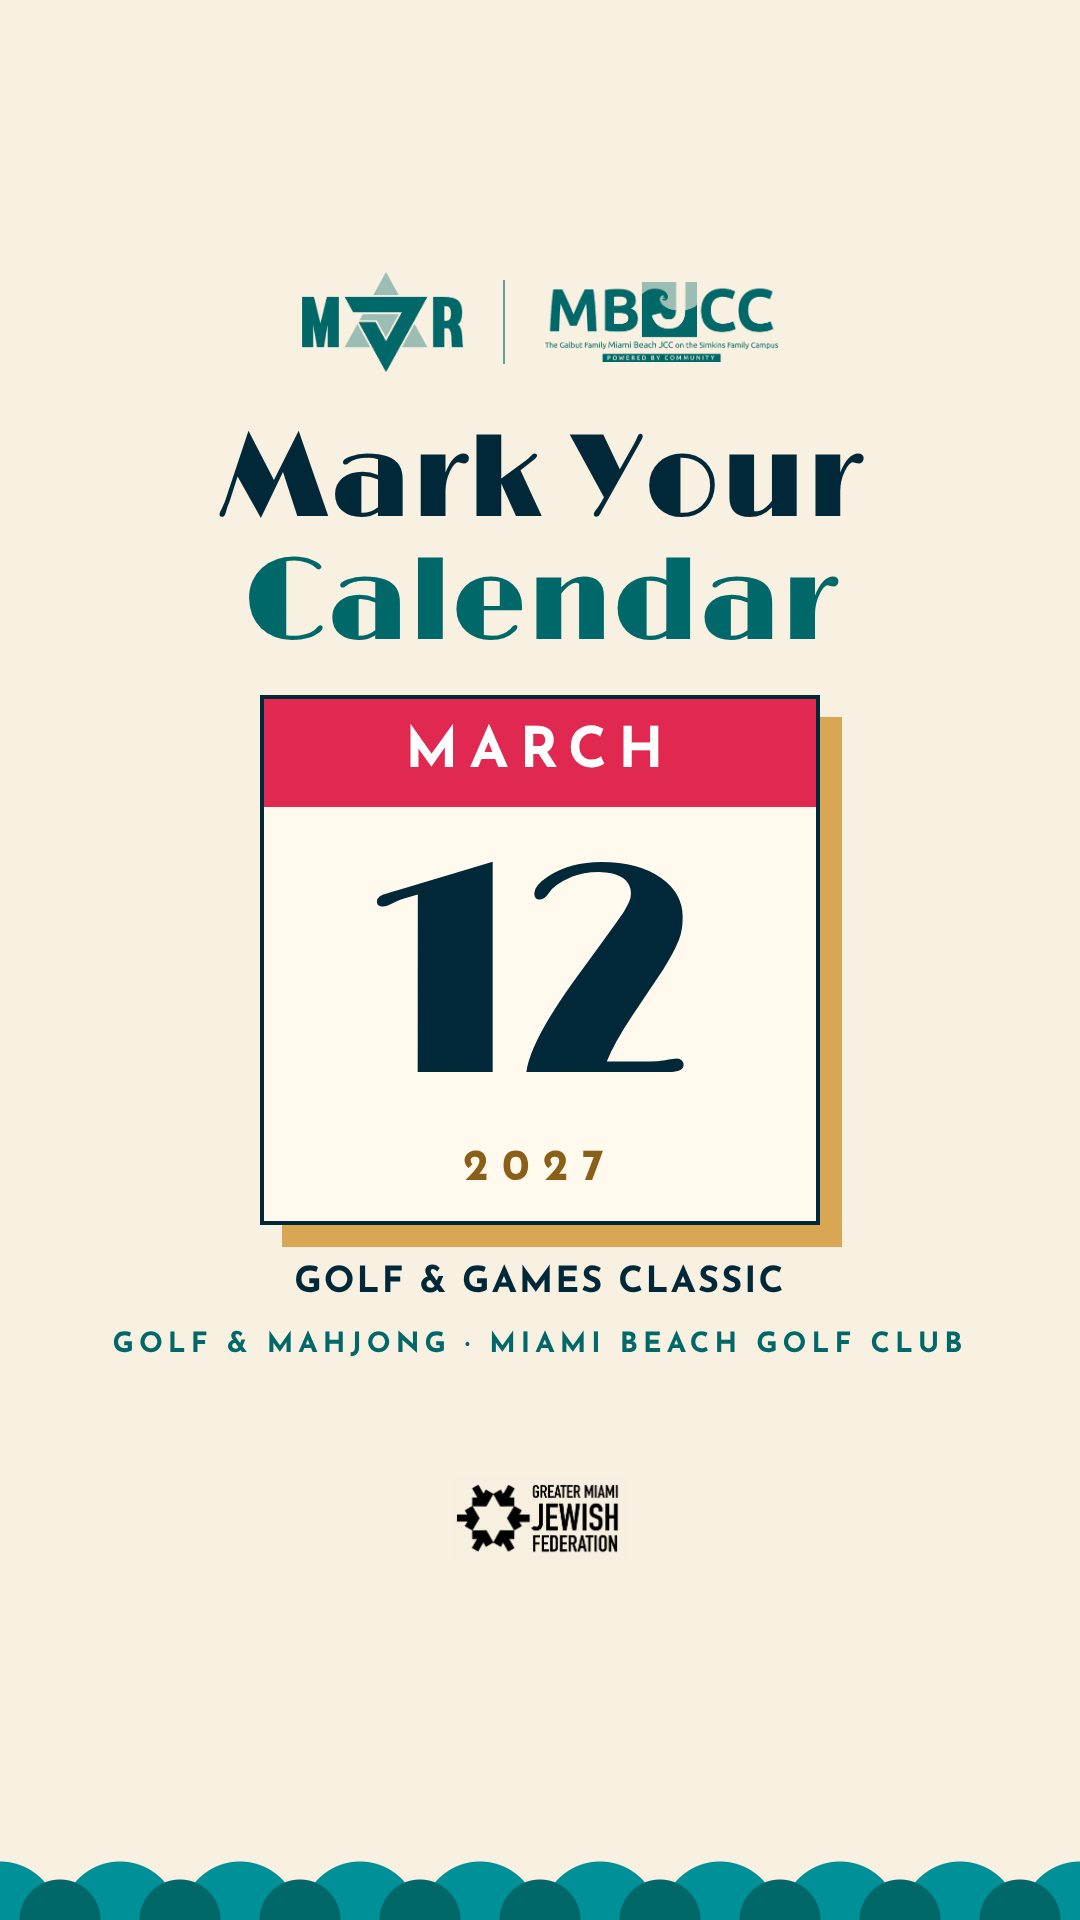 M R
MBJCC
The Galbut Family Miami Beach JCC on the Simkins Family Campus
POWERED BY COMMUNITY
Mark Your
Calendar
MARCH
12
2027
GOLF & GAMES CLASSIC
GOLF & MAHJONG · MIAMI BEACH GOLF CLUB
GREATER MIAMI
JEWISH
FEDERATION